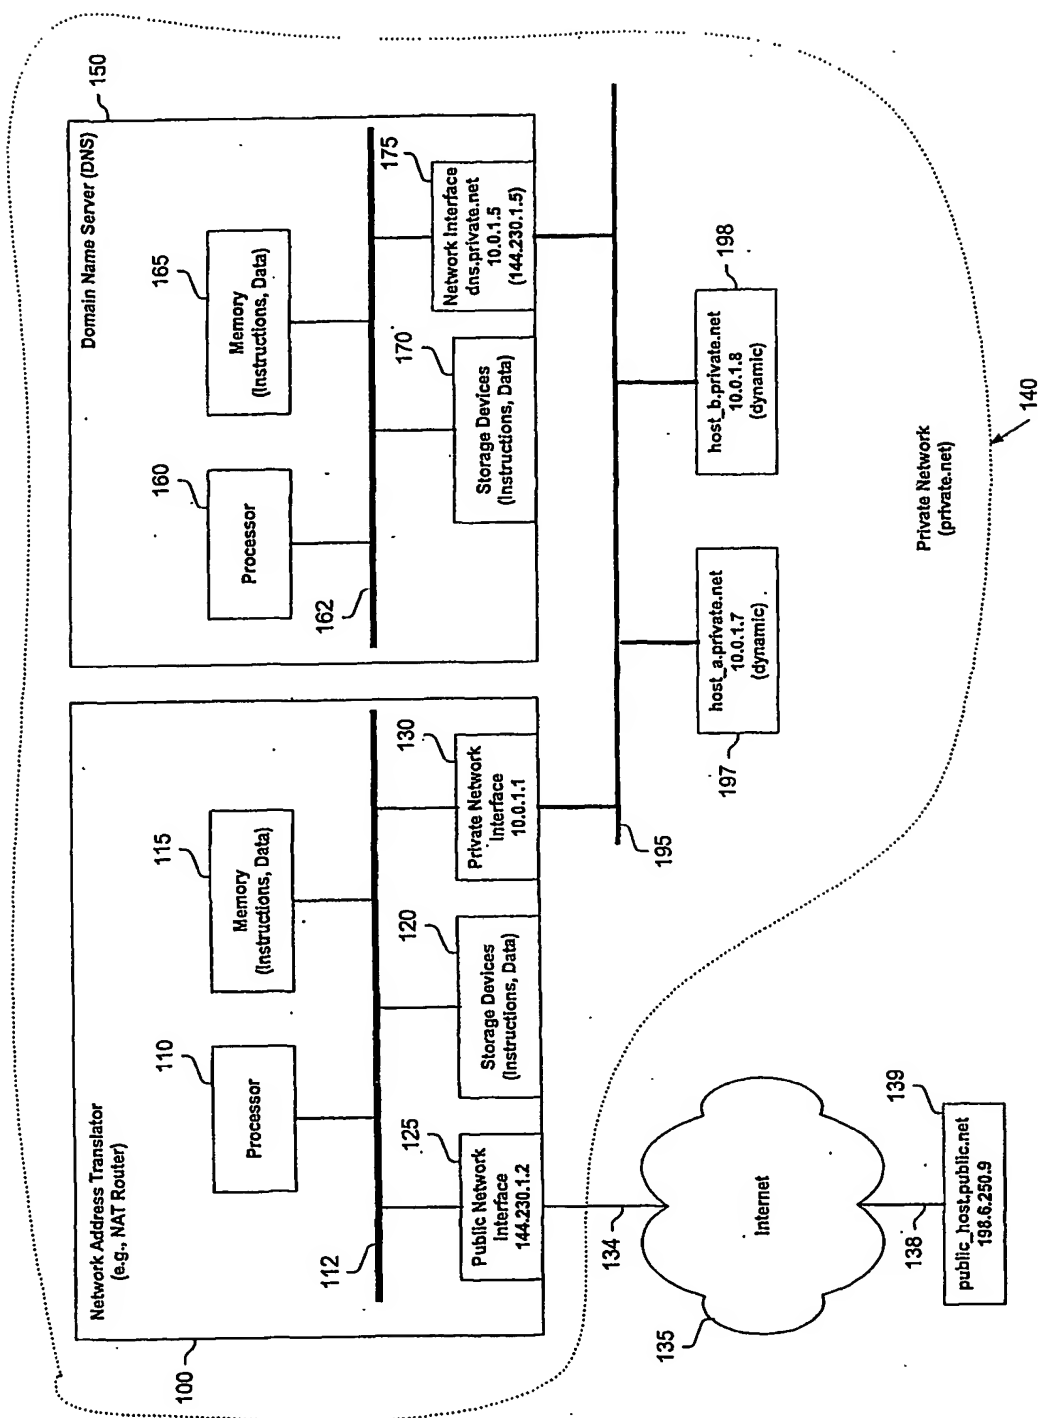 Network Address Translator
(e.g., NAT Router)
100
Processor
110
Memory
(Instructions, Data)
115
112
Public Network
Interface
144.230.1.2
125
Storage Devices
(Instructions, Data)
120
Private Network
Interface
10.0.1.1
130
Domain Name Server (DNS)
150
Processor
160
Memory
(Instructions, Data)
165
162
Storage Devices
(Instructions, Data)
170
Network Interface
dns.private.net
10.0.1.5
(144.230.1.5)
175
134
Internet
135
138
public_host.public.net
198.6.250.9
139
195
host_a.private.net
10.0.1.7
(dynamic)
197
host_b.private.net
10.0.1.8
(dynamic)
198
Private Network
(private.net)
140